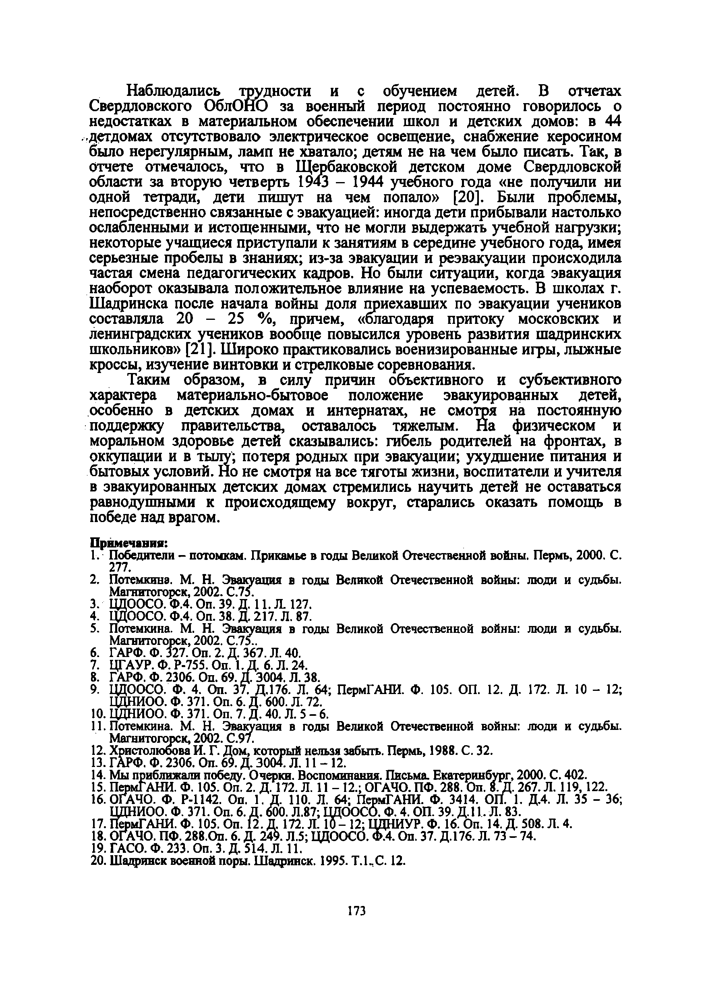 Наблюдались трудности и с обучением детей. В отчетах
Свердловского ОблОНО за военный период постоянно говорилось о
недостатках в материальном обеспечении школ и детских домов: в 44
детдомах отсутствовало электрическое освещение, снабжение керосином
было нерегулярным, ламп не хватало; детям не на чем было писать. Так, в
отчете отмечалось, что в Щербаковской детском доме Свердловской
области за вторую четверть 1943 – 1944 учебного года «не получили ни
одной тетради, дети пишут на чем попало» [20]. Были проблемы,
непосредственно связанные с эвакуацией: иногда дети прибывали настолько
ослабленными и истощенными, что не могли выдержать учебной нагрузки;
некоторые учащиеся приступали к занятиям в середине учебного года, имея
серьезные пробелы в знаниях; из-за эвакуации и реэвакуации происходила
частая смена педагогических кадров. Но были ситуации, когда эвакуация
наоборот оказывала положительное влияние на успеваемость. В школах г.
Шадринска после начала войны доля приехавших по эвакуации учеников
составляла 20 – 25 %, причем, «благодаря притоку московских и
ленинградских учеников вообще повысился уровень развития шадринских
школьников» [21]. Широко практиковались военизированные игры, лыжные
кроссы, изучение винтовки и стрелковые соревнования.
Таким образом, в силу причин объективного и субъективного
характера материально-бытовое положение эвакуированных детей,
особенно в детских домах и интернатах, не смотря на постоянную
поддержку правительства, оставалось тяжелым. На физическом и
моральном здоровье детей сказывались: гибель родителей на фронтах, в
оккупации и в тылу; потеря родных при эвакуации; ухудшение питания и
бытовых условий. Но не смотря на все тяготы жизни, воспитатели и учителя
в эвакуированных детских домах стремились научить детей не оставаться
равнодушными к происходящему вокруг, старались оказать помощь в
победе над врагом.
Примечания:
1. Победители – потомкам. Прикамье в годы Великой Отечественной войны. Пермь, 2000. С.
277.
2. Потемкина. М. Н. Эвакуация в годы Великой Отечественной войны: люди и судьбы.
Магнитогорск, 2002. С.75.
3. ЦДООСО. Ф.4. Оп. 39. Д. 11. Л. 127.
4. ЦДООСО. Ф.4. Оп. 38. Д. 217. Л. 87.
5. Потемкина. М. Н. Эвакуация в годы Великой Отечественной войны: люди и судьбы.
Магнитогорск, 2002. С.75..
6. ГАРФ. Ф. 327. Оп. 2. Д. 367. Л. 40.
7. ЦГАУР. Ф. Р-755. Оп. 1. Д. 6. Л. 24.
8. ГАРФ. Ф. 2306. Оп. 69. Д. 3004. Л. 38.
9. ЦДООСО. Ф. 4. Оп. 37. Д.176. Л. 64; ПермГАНИ. Ф. 105. ОП. 12. Д. 172. Л. 10 – 12;
ЦДНИОО. Ф. 371. Оп. 6. Д. 600. Л. 72.
10. ЦДНИОО. Ф. 371. Оп. 7. Д. 40. Л. 5 – 6.
11. Потемкина. М. Н. Эвакуация в годы Великой Отечественной войны: люди и судьбы.
Магнитогорск, 2002. С.97.
12. Христолюбова И. Г. Дом, который нельзя забыть. Пермь, 1988. С. 32.
13. ГАРФ. Ф. 2306. Оп. 69. Д. 3004. Л. 11 – 12.
14. Мы приближали победу. Очерки. Воспоминания. Письма. Екатеринбург, 2000. С. 402.
15. ПермГАНИ. Ф. 105. Оп. 2. Д. 172. Л. 11 – 12.; ОГАЧО. ПФ. 288. Оп. 8. Д. 267. Л. 119, 122.
16. ОГАЧО. Ф. Р-1142. Оп. 1. Д. 110. Л. 64; ПермГАНИ. Ф. 3414. ОП. 1. Д.4. Л. 35 – 36;
ЦДНИОО. Ф. 371. Оп. 6. Д. 600. Л.87; ЦДООСО. Ф. 4. ОП. 39. Д.11. Л. 83.
17. ПермГАНИ. Ф. 105. Оп. 12. Д. 172. Л. 10 – 12; ЦДНИУР. Ф. 16. Оп. 14. Д. 508. Л. 4.
18. ОГАЧО. ПФ. 288.Оп. 6. Д. 249. Л.5; ЦДООСО. Ф.4. Оп. 37. Д.176. Л. 73 – 74.
19. ГАСО. Ф. 233. Оп. 3. Д. 514. Л. 11.
20. Шадринск военной поры. Шадринск. 1995. Т.1., С. 12.
173